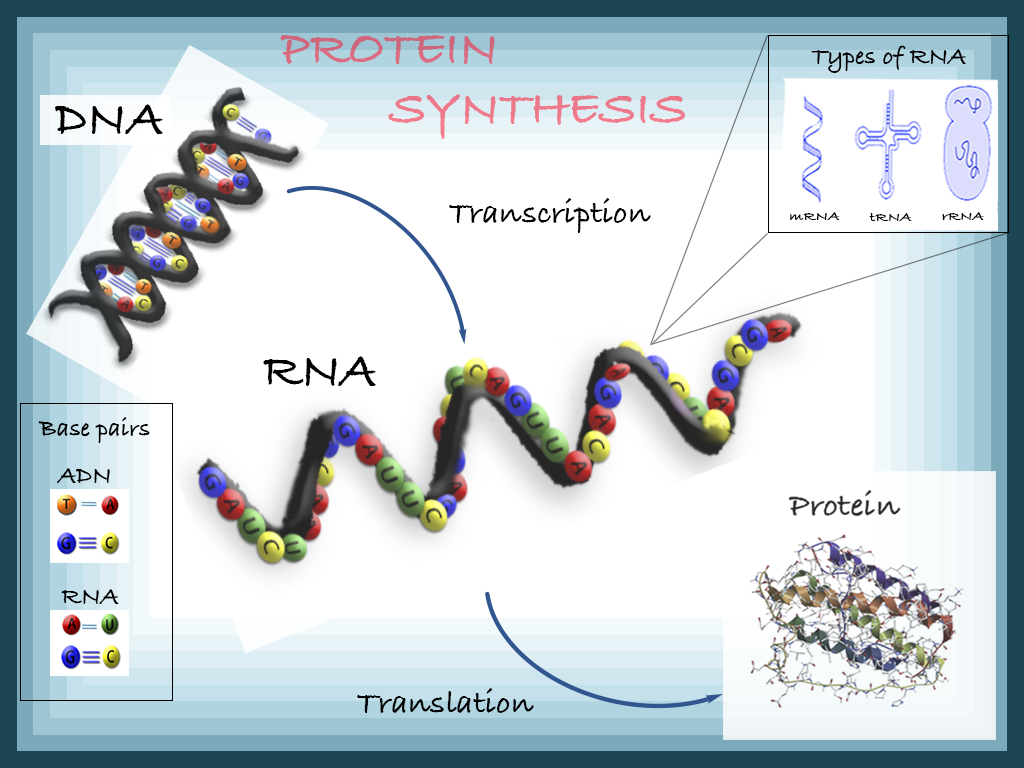 PROTEIN
SYNTHESIS
DNA
Transcription
Types of RNA
mRNA tRNA rRNA
RNA
Base pairs
ADN
T A
G C
RNA
A U
G C
Protein
Translation